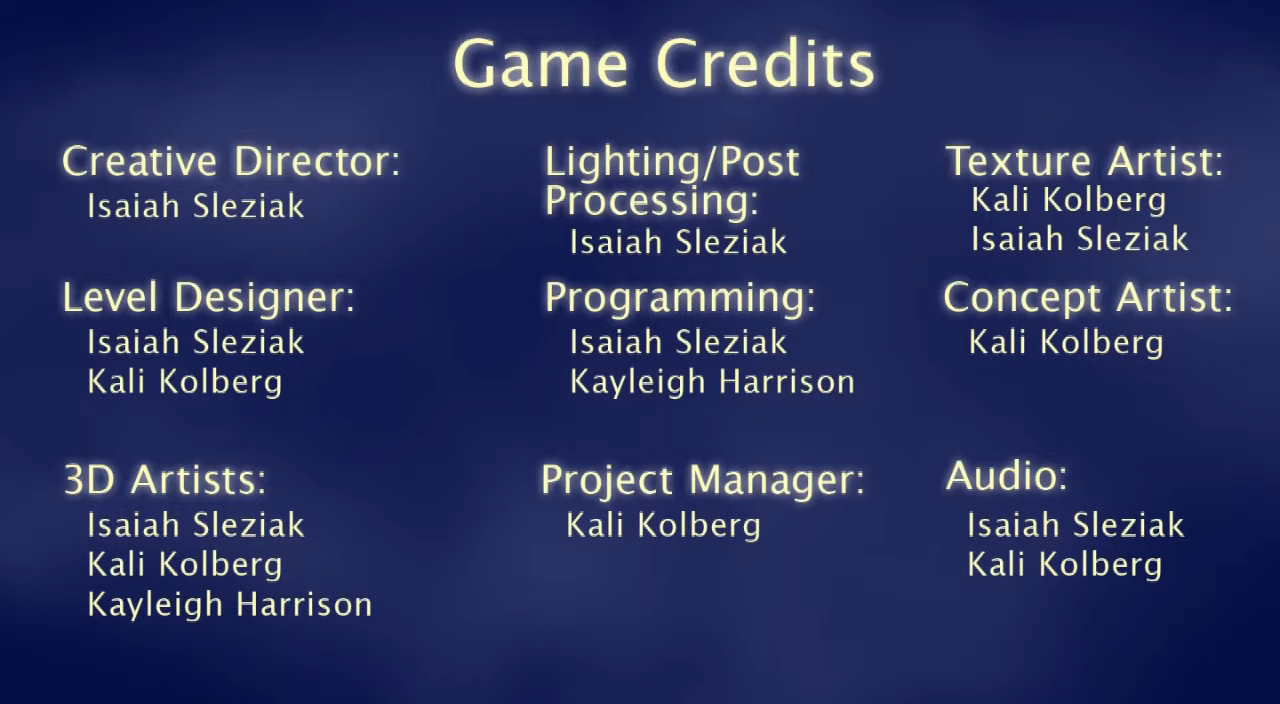 Game Credits
Creative Director:
Isaiah Sleziak
Level Designer:
Isaiah Sleziak
Kali Kolberg
3D Artists:
Isaiah Sleziak
Kali Kolberg
Kayleigh Harrison
Lighting/Post
Processing:
Isaiah Sleziak
Programming:
Isaiah Sleziak
Kayleigh Harrison
Project Manager:
Kali Kolberg
Texture Artist:
Kali Kolberg
Isaiah Sleziak
Concept Artist:
Kali Kolberg
Audio:
Isaiah Sleziak
Kali Kolberg